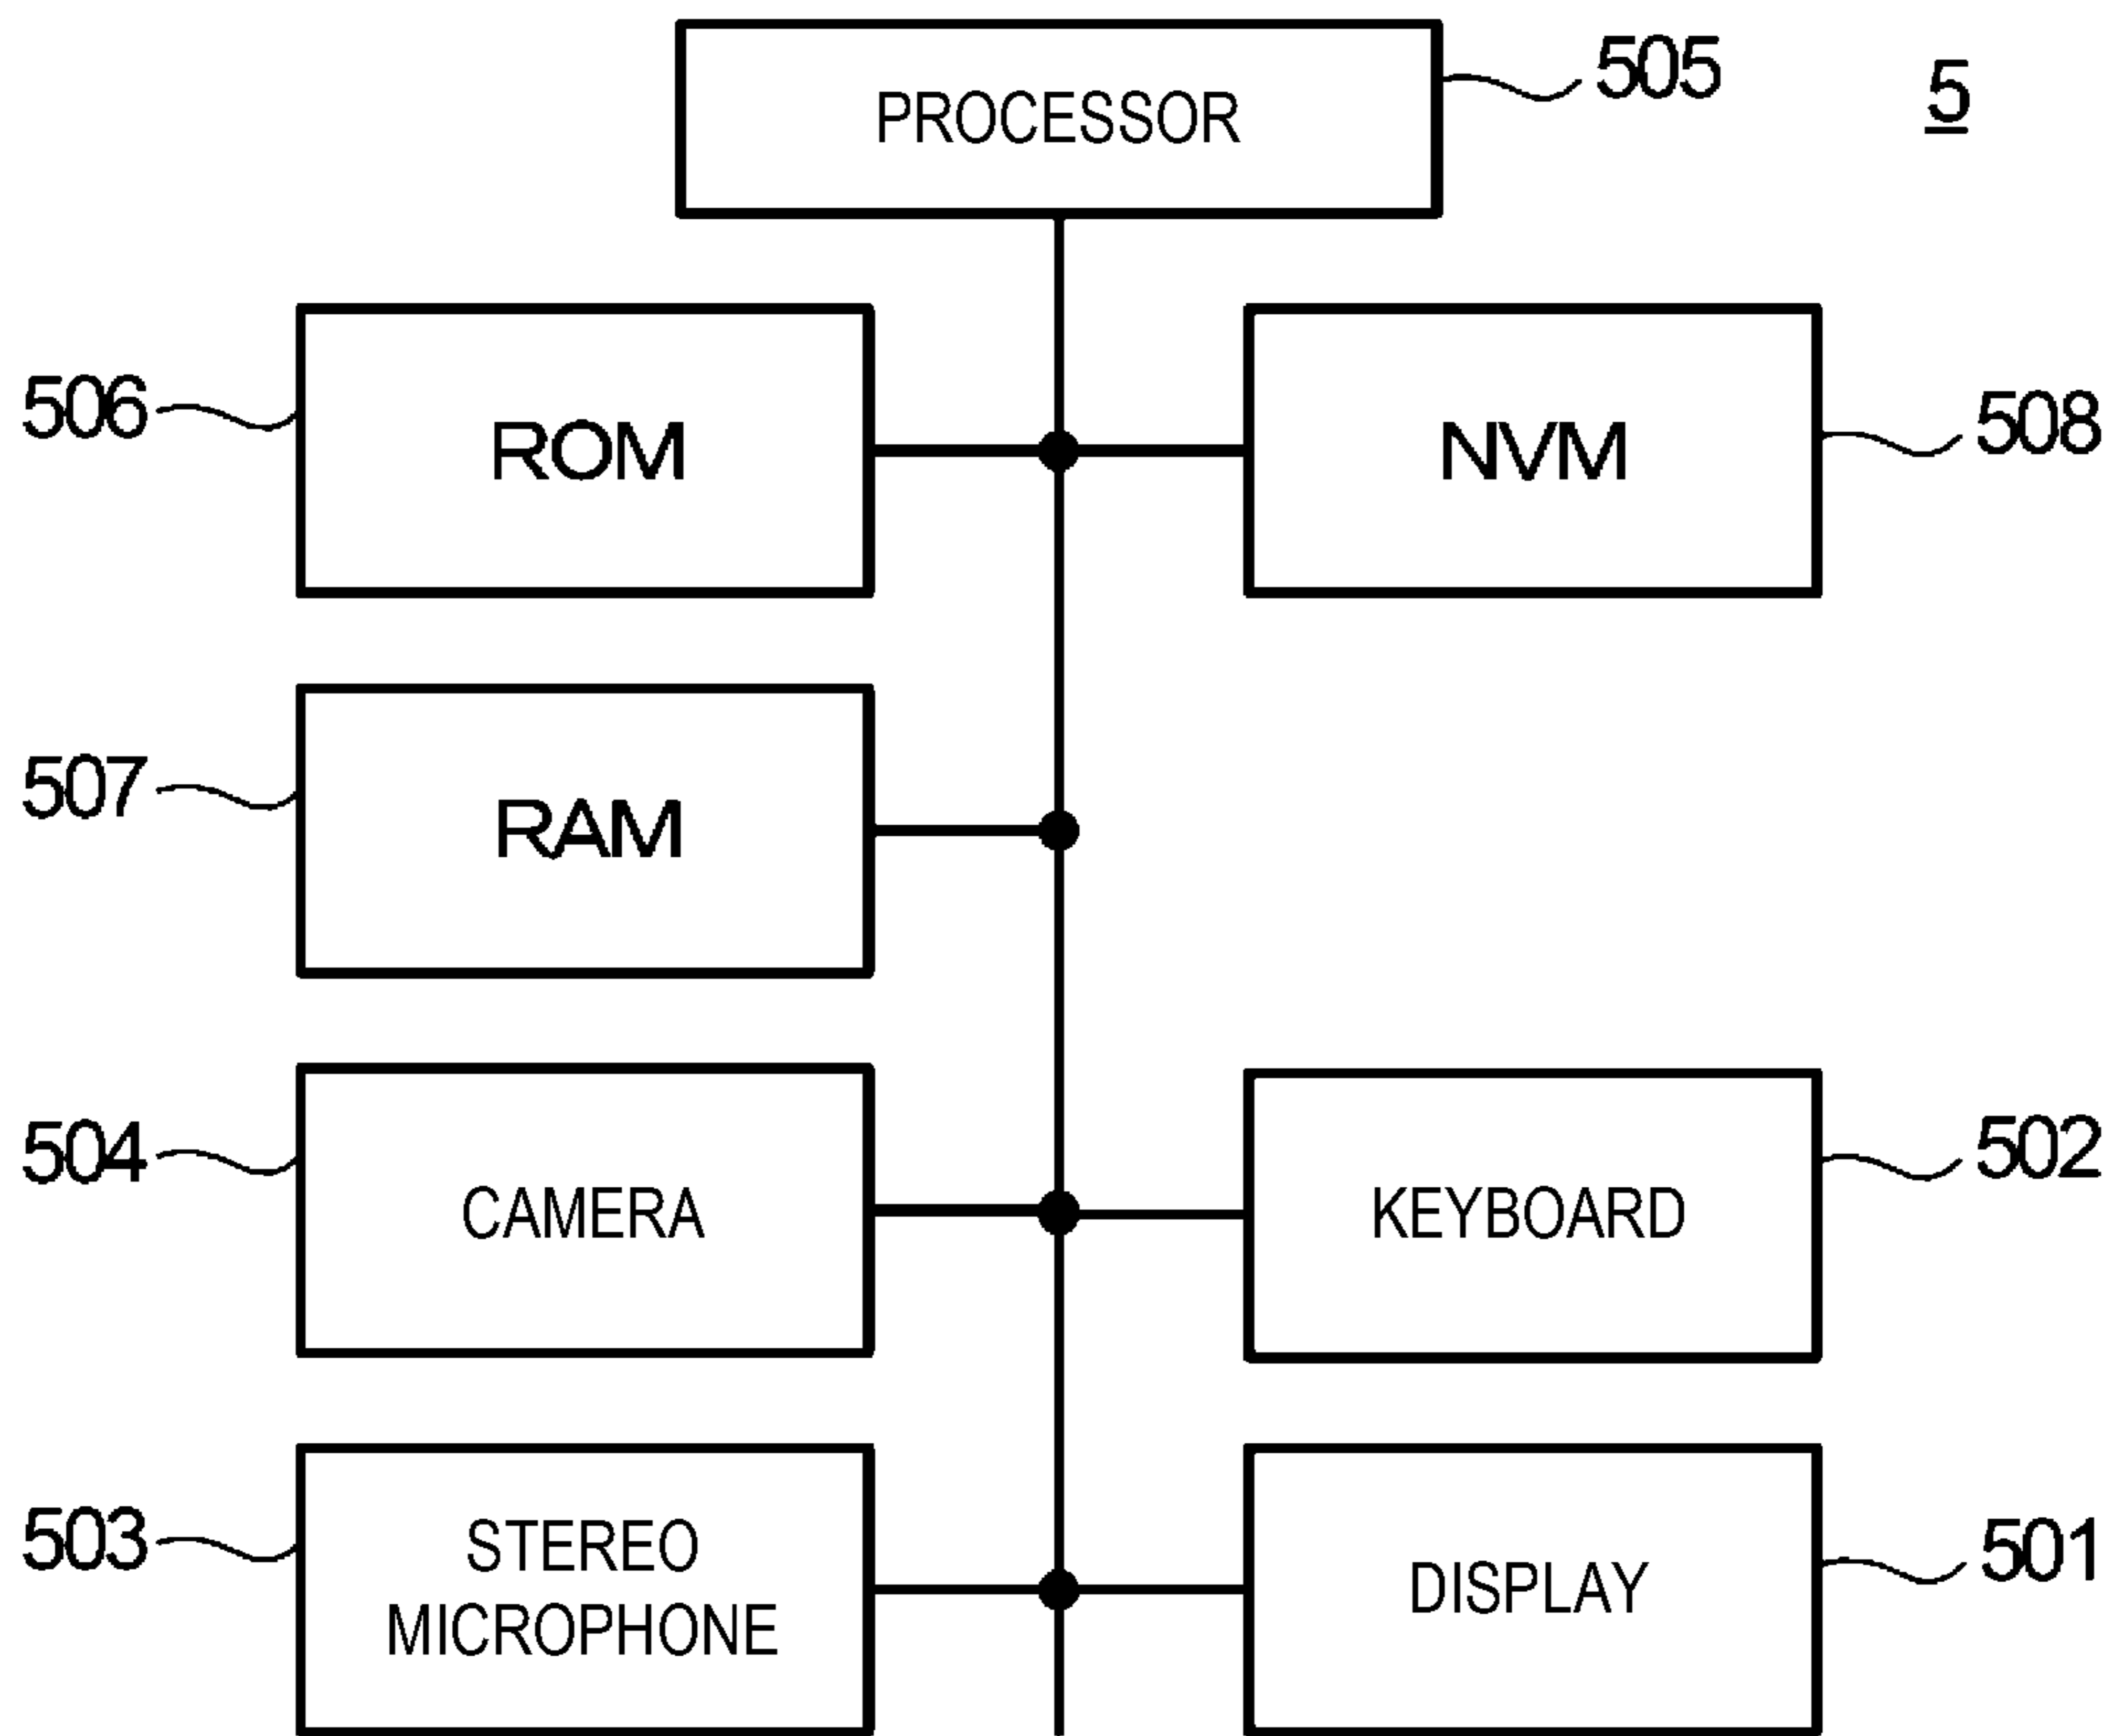 PROCESSOR
505
5
506
ROM
NVM
508
507
RAM
504
CAMERA
KEYBOARD
502
503
STEREO
MICROPHONE
DISPLAY
501